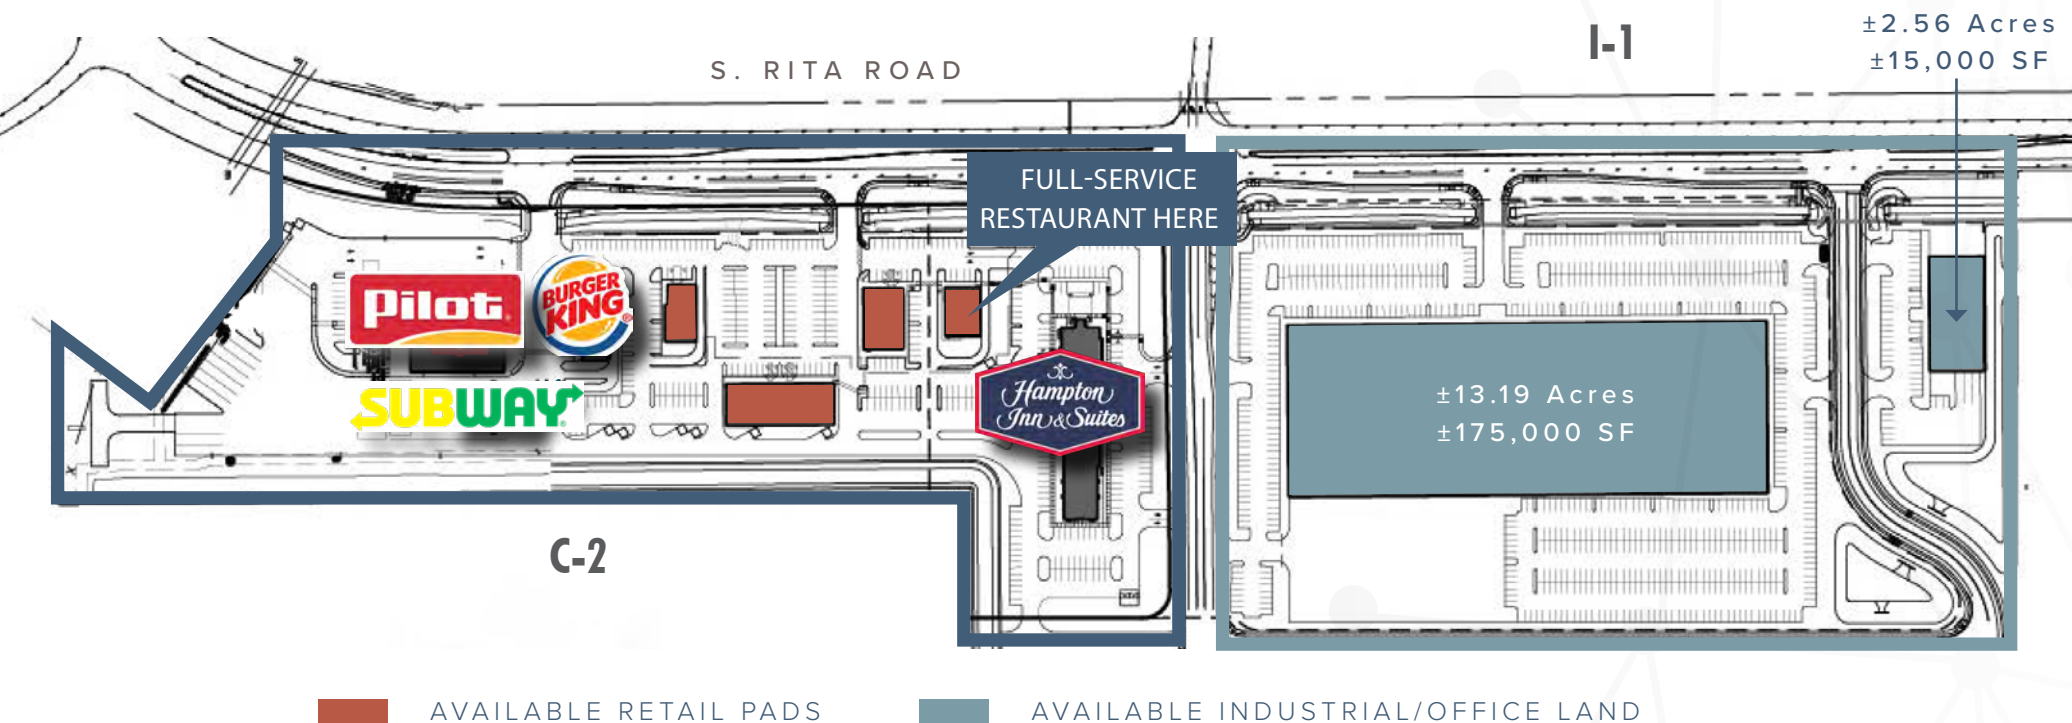 I-1
±2.56 Acres
±15,000 SF
S. RITA ROAD
FULL-SERVICE
RESTAURANT HERE
Pilot
BURGER
KING
SUBWAY
Hampton
Inn & Suites
±13.19 Acres
±175,000 SF
C-2
AVAILABLE RETAIL PADS
AVAILABLE INDUSTRIAL/OFFICE LAND